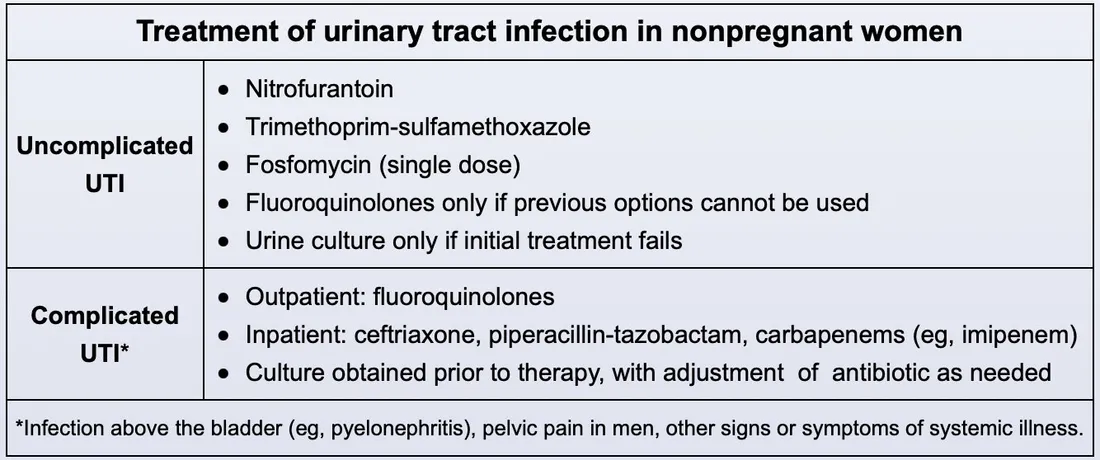 Treatment of urinary tract infection in nonpregnant women
Uncomplicated
UTI
● Nitrofurantoin
● Trimethoprim-sulfamethoxazole
● Fosfomycin (single dose)
● Fluoroquinolones only if previous options cannot be used
● Urine culture only if initial treatment fails
Complicated
UTI*
● Outpatient: fluoroquinolones
● Inpatient: ceftriaxone, piperacillin-tazobactam, carbapenems (eg, imipenem)
● Culture obtained prior to therapy, with adjustment of antibiotic as needed
*Infection above the bladder (eg, pyelonephritis), pelvic pain in men, other signs or symptoms of systemic illness.